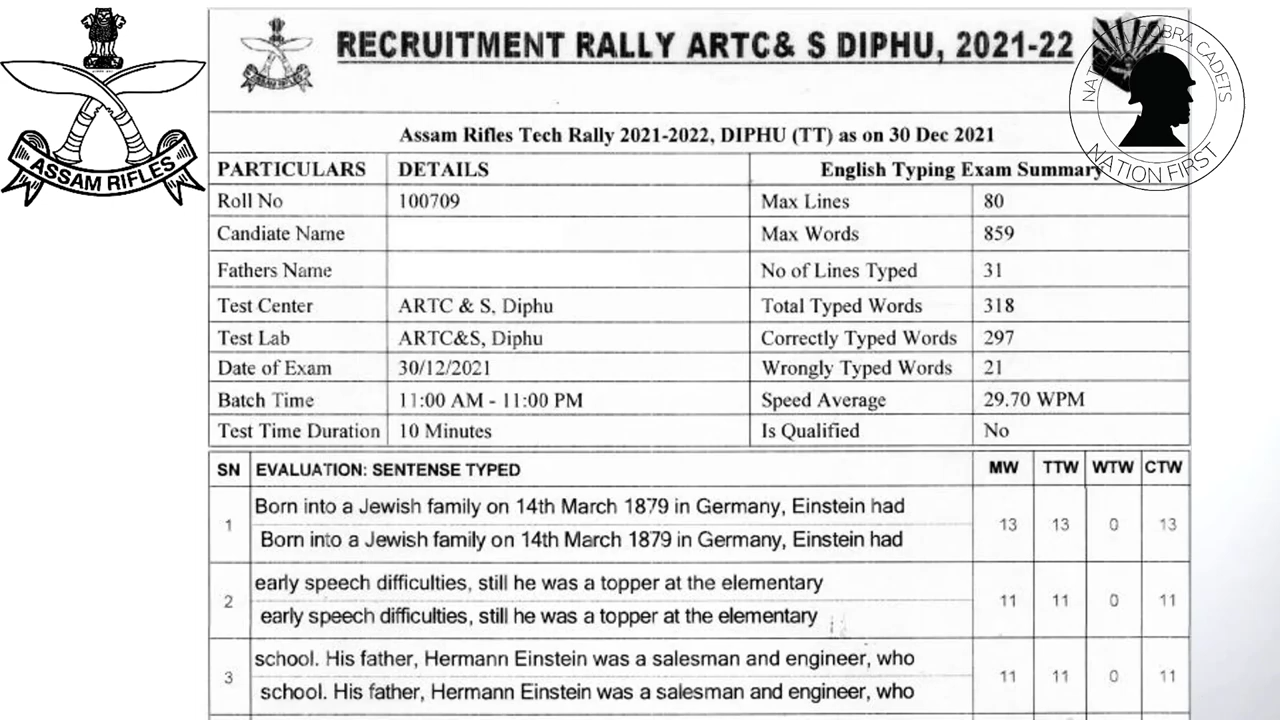 RECRUITMENT RALLY ARTC& S DIPHU, 2021-22
ASSAM RIFLES
ASSAM RIFLES
COBRA CADETS
NATION FIRST
Assam Rifles Tech Rally 2021-2022, DIPHU (TT) as on 30 Dec 2021
PARTICULARS DETAILS English Typing Exam Summary
Roll No 100709 Max Lines 80
Candiate Name Max Words 859
Fathers Name No of Lines Typed 31
Test Center ARTC & S, Diphu Total Typed Words 318
Test Lab ARTC&S, Diphu Correctly Typed Words 297
Date of Exam 30/12/2021 Wrongly Typed Words 21
Batch Time 11:00 AM - 11:00 PM Speed Average 29.70 WPM
Test Time Duration 10 Minutes Is Qualified No
SN EVALUATION: SENTENSE TYPED MW TTW WTW CTW
1 Born into a Jewish family on 14th March 1879 in Germany, Einstein had 13 13 0 13
Born into a Jewish family on 14th March 1879 in Germany, Einstein had
2 early speech difficulties, still he was a topper at the elementary 11 11 0 11
early speech difficulties, still he was a topper at the elementary
3 school. His father, Hermann Einstein was a salesman and engineer, who 11 11 0 11
school. His father, Hermann Einstein was a salesman and engineer, who